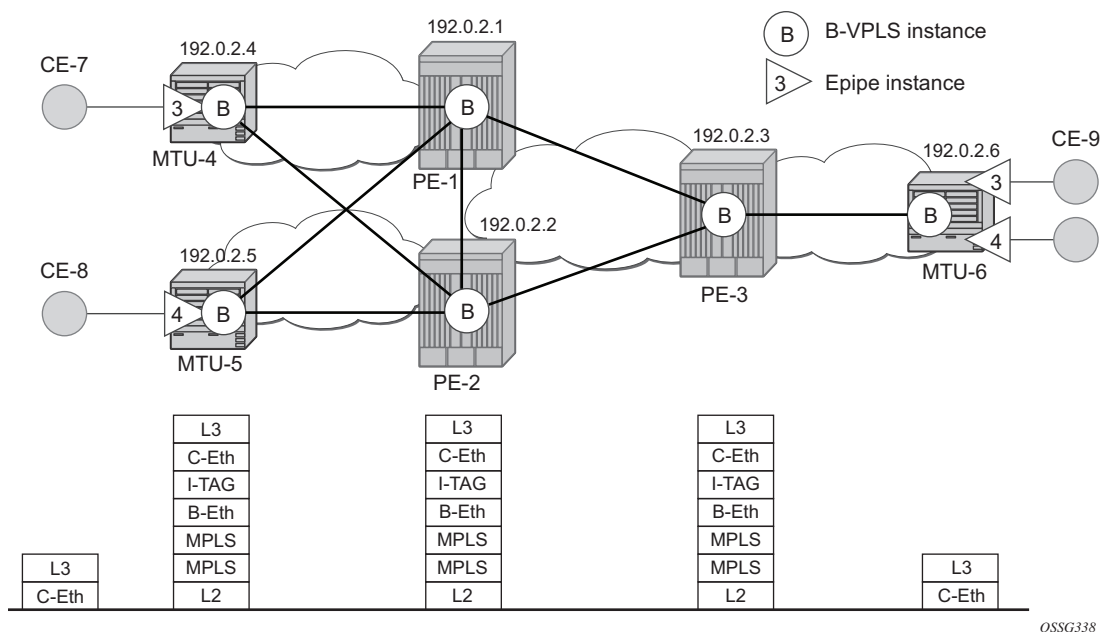 192.0.2.1
B B-VPLS instance
192.0.2.4
CE-7
3 Epipe instance
3 B B
192.0.2.3
CE-9
192.0.2.6
MTU-4
PE-1
3
192.0.2.2
B B
192.0.2.5
4
CE-8
MTU-6
PE-3
4 B B
MTU-5
PE-2
L3 L3 L3
C-Eth C-Eth C-Eth
I-TAG I-TAG I-TAG
B-Eth B-Eth B-Eth
MPLS MPLS MPLS
L3 MPLS MPLS MPLS L3
C-Eth L2 L2 L2 C-Eth
OSSG338